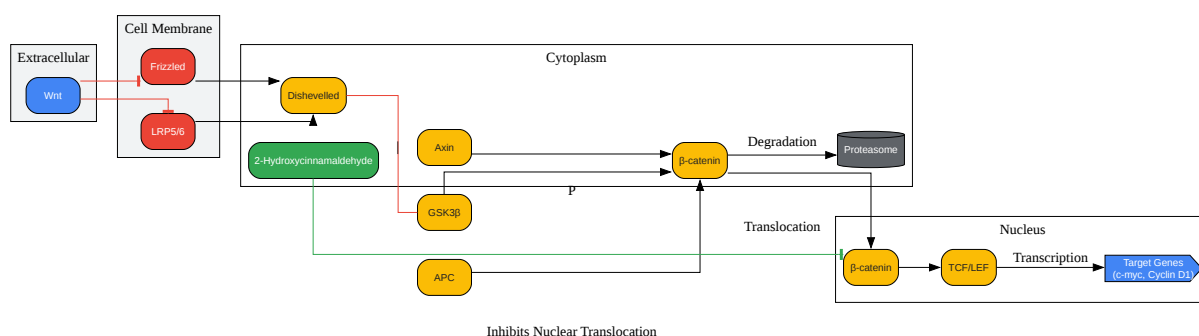 Extracellular
Wnt
Cell Membrane
Frizzled
LRP5/6
Cytoplasm
Dishevelled
2-Hydroxycinnamaldehyde
Axin
GSK3β
APC
P
β-catenin
Degradation
Proteasome
Translocation
Nucleus
β-catenin
TCF/LEF
Transcription
Target Genes
(c-myc, Cyclin D1)
Inhibits Nuclear Translocation